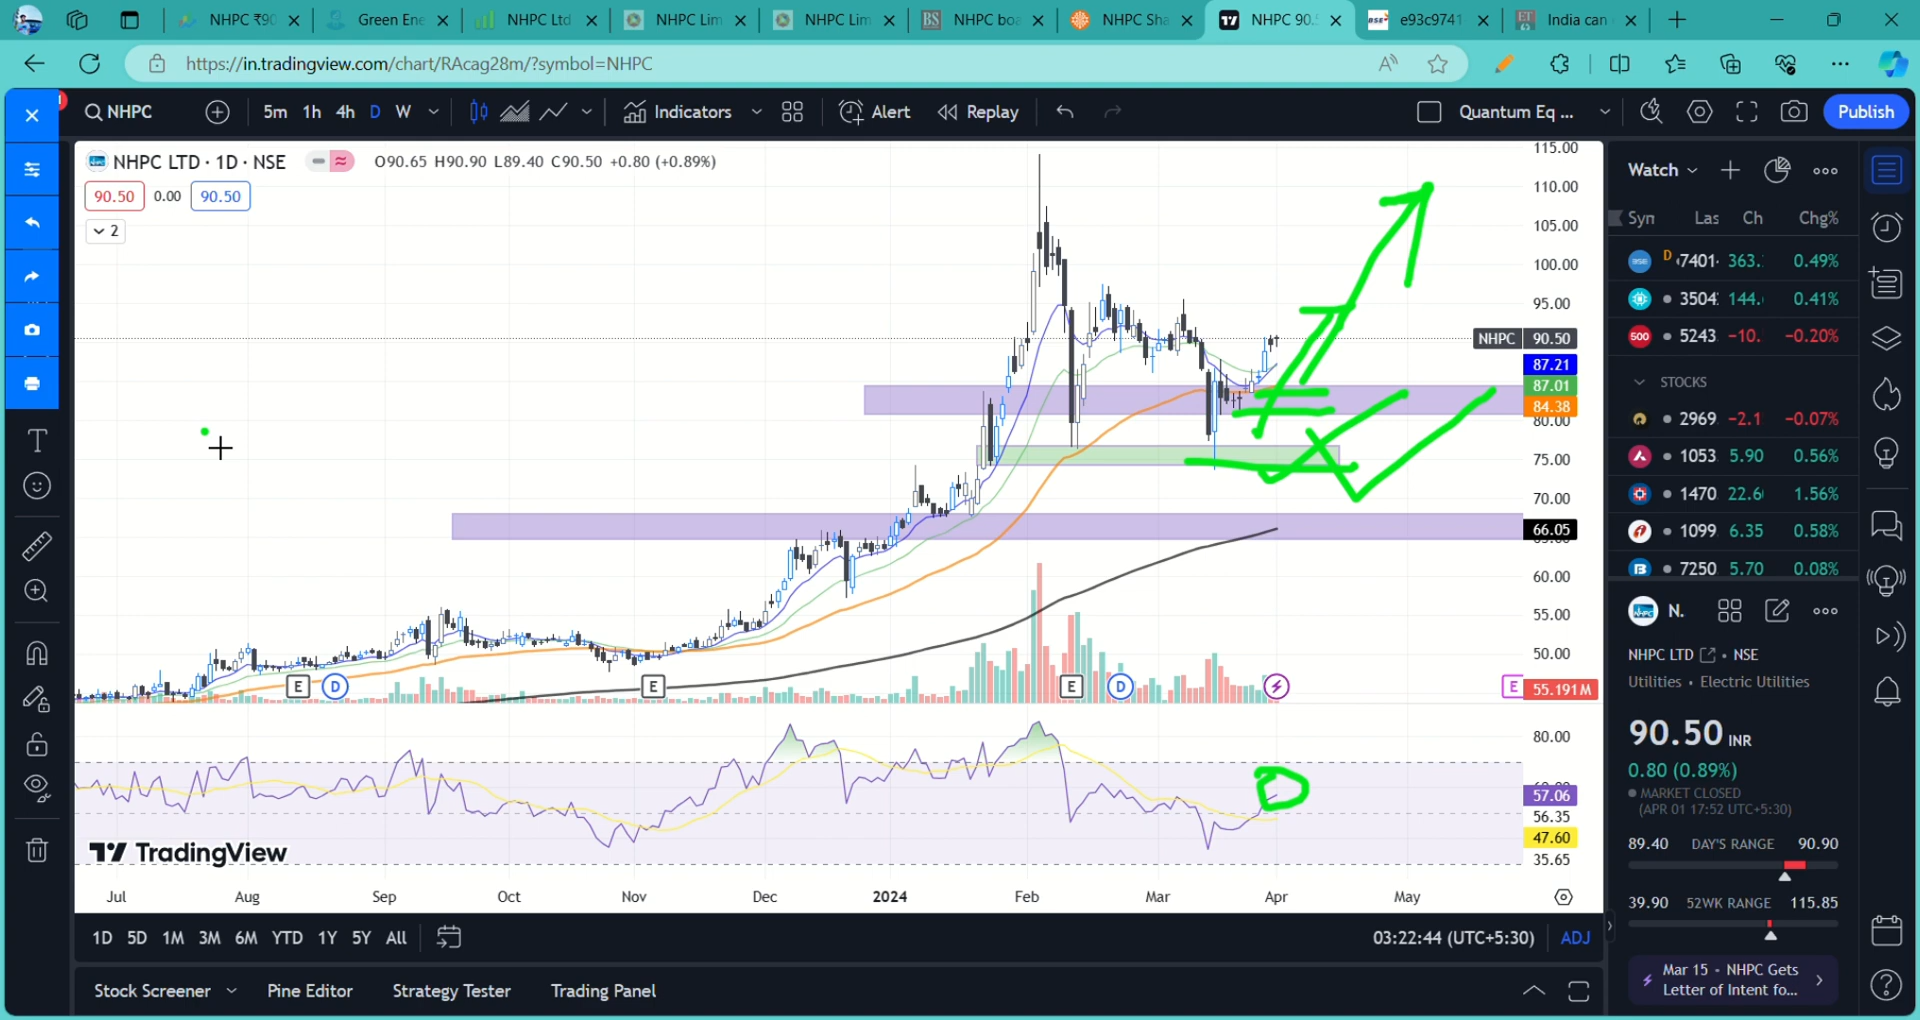 NHPC ₹90
Green Ene
NHPC Ltd
NHPC Lim
NHPC Lim
BS
NHPC boa
NHPC Sha
NHPC 90.5
BSE
e93c9741
ET
India can
https://in.tradingview.com/chart/RAcag28m/?symbol=NHPC
NHPC
5m 1h 4h D W
Indicators
Alert
Replay
Quantum Eq ...
Publish
NHPC LTD · 1D · NSE
O90.65 H90.90 L89.40 C90.50 +0.80 (+0.89%)
90.50 0.00 90.50
2
115.00
110.00
105.00
100.00
95.00
NHPC 90.50
87.21
87.01
84.38
80.00
75.00
70.00
66.05
60.00
55.00
50.00
55.191M
E D E E D E
80.00
57.06
56.35
47.60
35.65
TradingView
Jul Aug Sep Oct Nov Dec 2024 Feb Mar Apr May
1D 5D 1M 3M 6M YTD 1Y 5Y All
03:22:44 (UTC+5:30) ADJ
Stock Screener
Pine Editor
Strategy Tester
Trading Panel
Watch
Syn Las Ch Chg%
D 7401 363. 0.49%
3504 144. 0.41%
500 5243 -10. -0.20%
STOCKS
2969 -2.1 -0.07%
1053 5.90 0.56%
1470 22.6 1.56%
1099 6.35 0.58%
7250 5.70 0.08%
N.
NHPC LTD • NSE
Utilities • Electric Utilities
90.50 INR
0.80 (0.89%)
MARKET CLOSED
(APR 01 17:52 UTC+5:30)
89.40 DAY'S RANGE 90.90
39.90 52WK RANGE 115.85
Mar 15 • NHPC Gets
Letter of Intent fo...